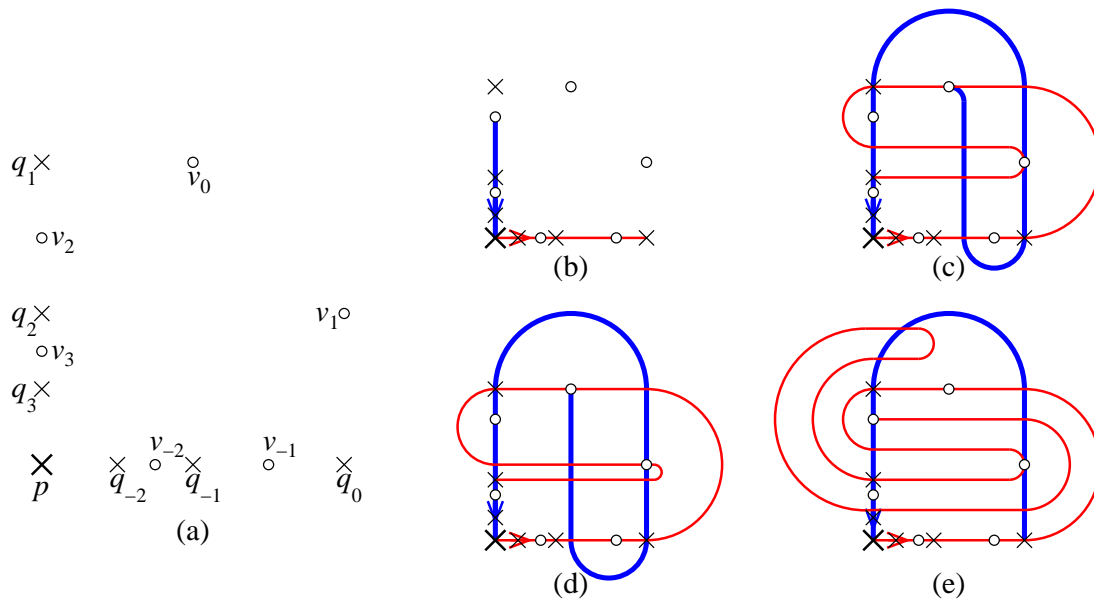 q₁
v₀
v₂
q₂
v₁
v₃
q₃
v₋₂
v₋₁
p
q₋₂
q₋₁
q₀
(a)
(b)
(c)
(d)
(e)